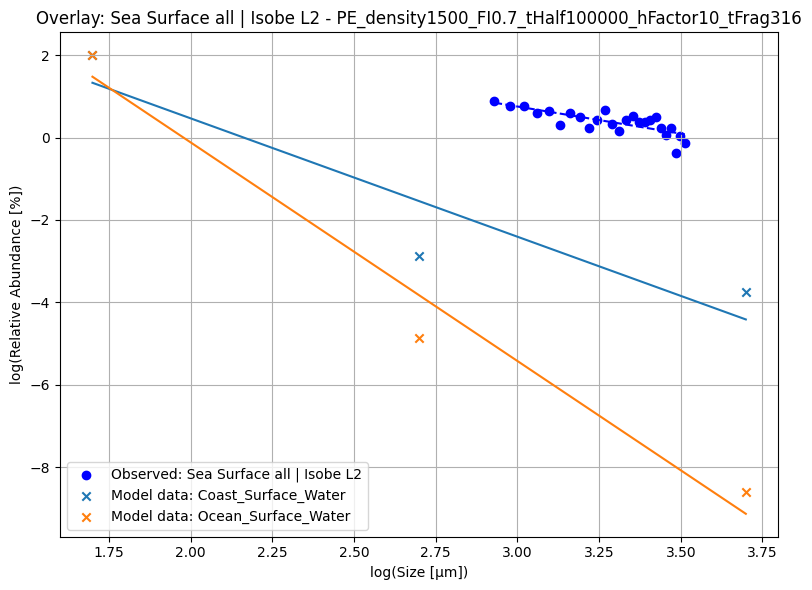 Overlay: Sea Surface all | Isobe L2 - PE_density1500_FI0.7_tHalf100000_hFactor10_tFrag316
log(Relative Abundance [%])
2
0
−2
−4
−6
−8
Observed: Sea Surface all | Isobe L2
Model data: Coast_Surface_Water
Model data: Ocean_Surface_Water
1.75 2.00 2.25 2.50 2.75 3.00 3.25 3.50 3.75
log(Size [µm])